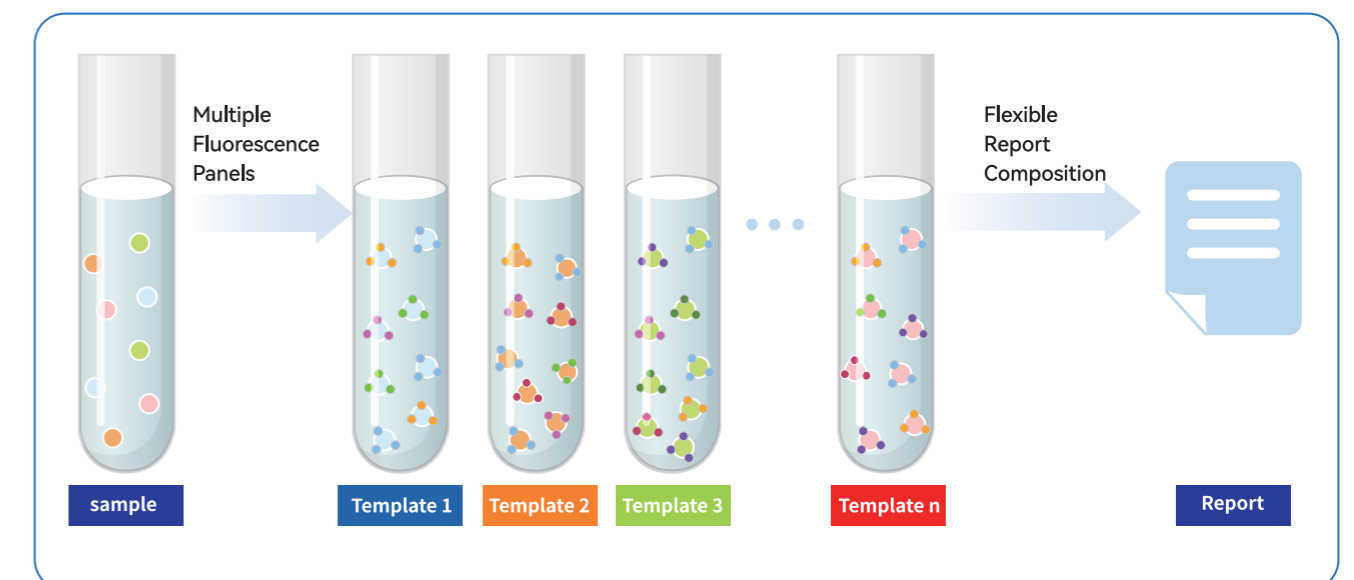 Multiple
Fluorescence
Panels
Flexible
Report
Composition
sample
Template 1
Template 2
Template 3
Template n
Report